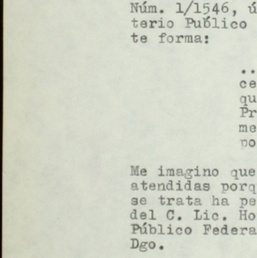 Núm. 1/1546, ú
terio Público
te forma:
..
ce
qu
Pr
me
po
Me imagino que
atendidas porq
se trata ha pe
del C. Lic. Ho
Público Federa
Dgo.